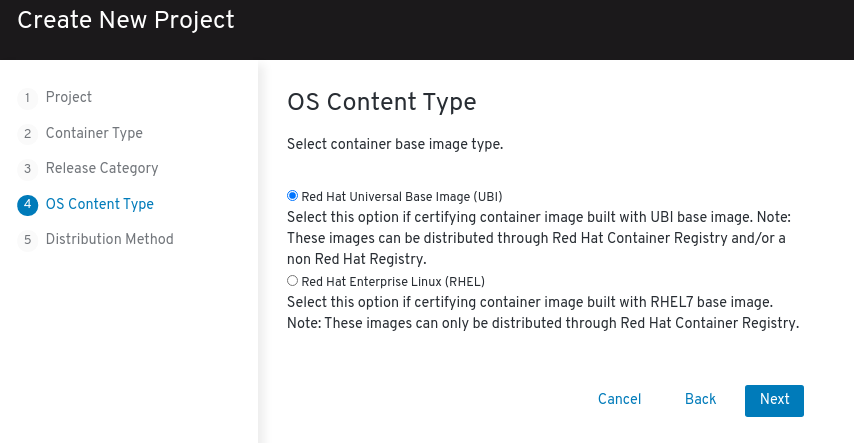 Create New Project
1 Project
2 Container Type
3 Release Category
4 OS Content Type
5 Distribution Method
OS Content Type
Select container base image type.
Red Hat Universal Base Image (UBI)
Select this option if certifying container image built with UBI base image. Note:
These images can be distributed through Red Hat Container Registry and/or a
non Red Hat Registry.
Red Hat Enterprise Linux (RHEL)
Select this option if certifying container image built with RHEL7 base image.
Note: These images can only be distributed through Red Hat Container Registry.
Cancel Back Next